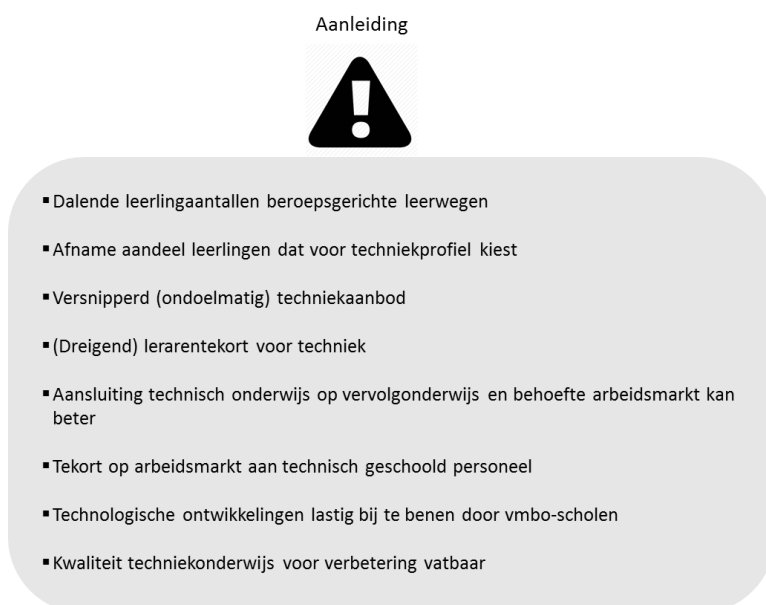 Aanleiding
▪ Dalende leerlingaantallen beroepsgerichte leerwegen
▪ Afname aandeel leerlingen dat voor techniekprofiel kiest
▪ Versnipperd (ondoelmatig) techniekaanbod
▪ (Dreigend) lerarentekort voor techniek
▪ Aansluiting technisch onderwijs op vervolgonderwijs en behoefte arbeidsmarkt kan
beter
▪ Tekort op arbeidsmarkt aan technisch geschoold personeel
▪ Technologische ontwikkelingen lastig bij te benen door vmbo-scholen
▪ Kwaliteit techniekonderwijs voor verbetering vatbaar